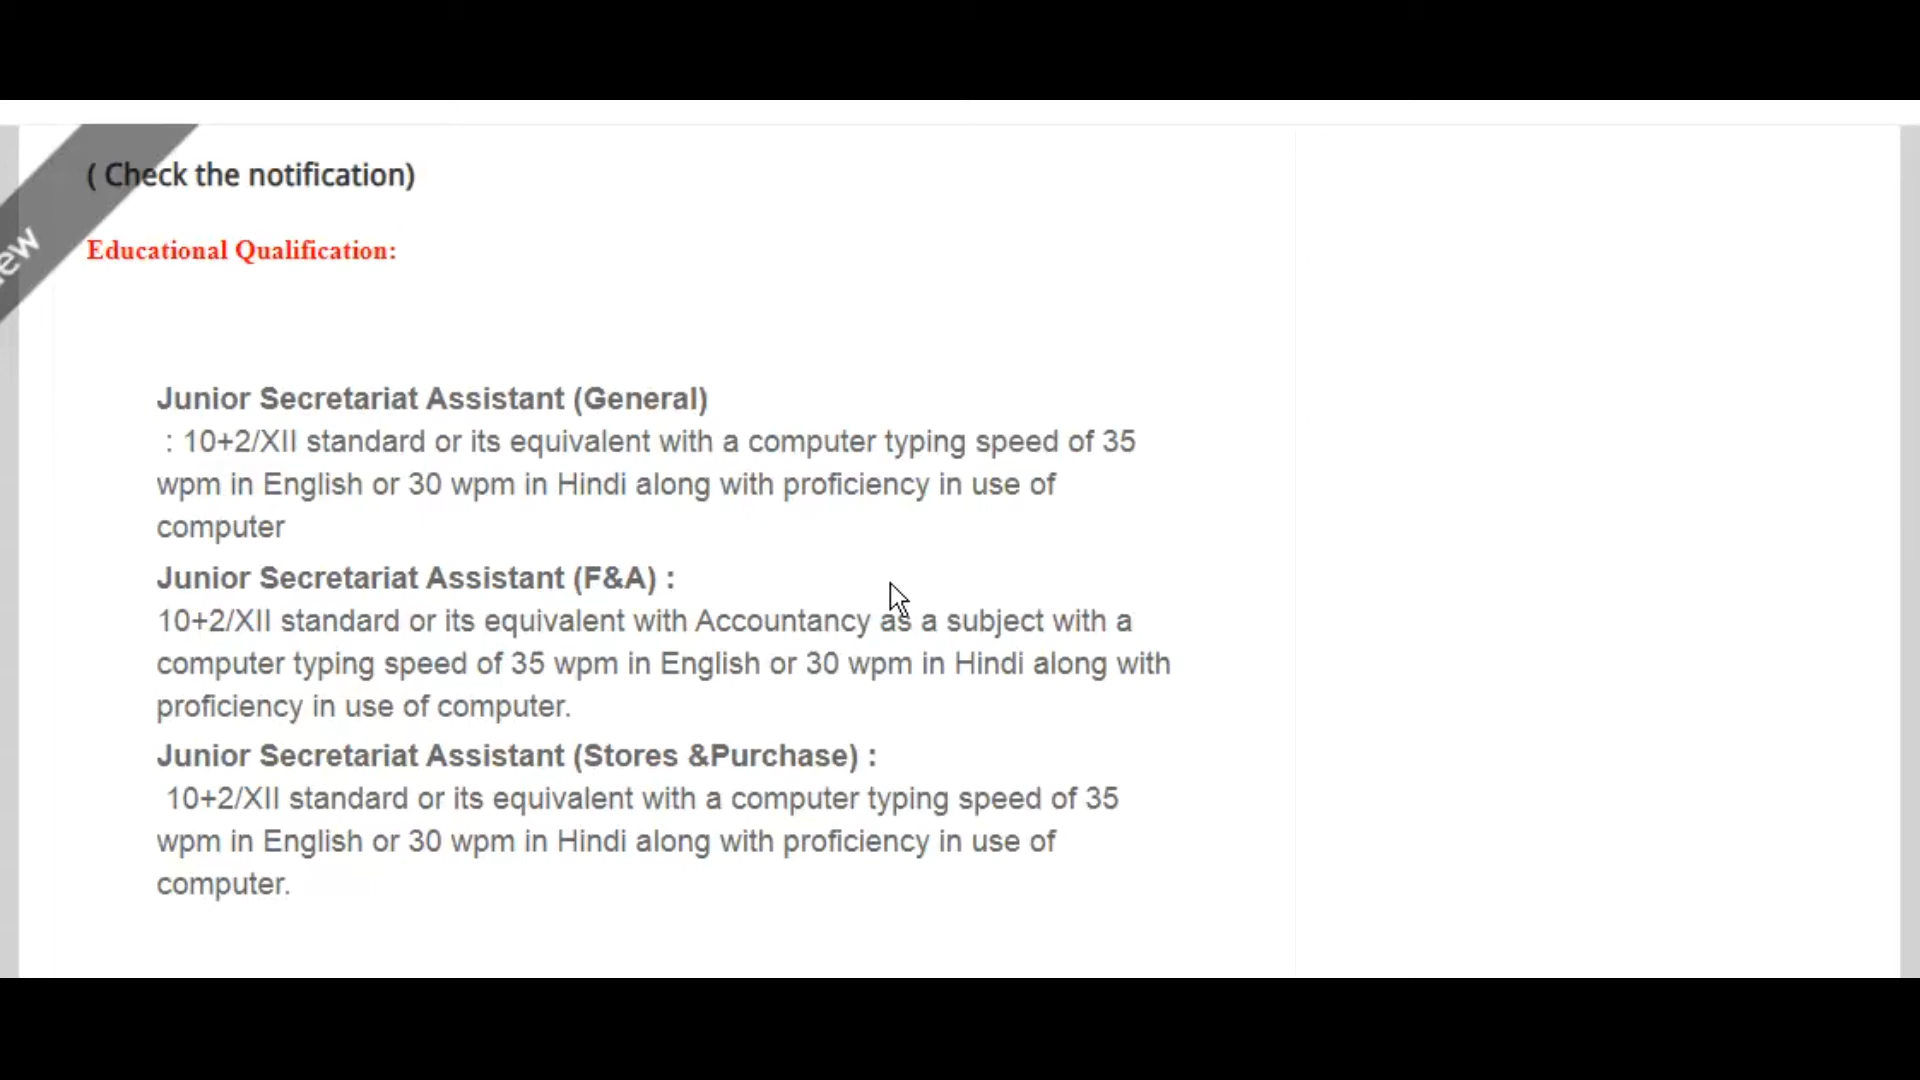 ( Check the notification)
Educational Qualification:
Junior Secretariat Assistant (General)
: 10+2/XII standard or its equivalent with a computer typing speed of 35
wpm in English or 30 wpm in Hindi along with proficiency in use of
computer
Junior Secretariat Assistant (F&A) :
10+2/XII standard or its equivalent with Accountancy as a subject with a
computer typing speed of 35 wpm in English or 30 wpm in Hindi along with
proficiency in use of computer.
Junior Secretariat Assistant (Stores &Purchase) :
10+2/XII standard or its equivalent with a computer typing speed of 35
wpm in English or 30 wpm in Hindi along with proficiency in use of
computer.